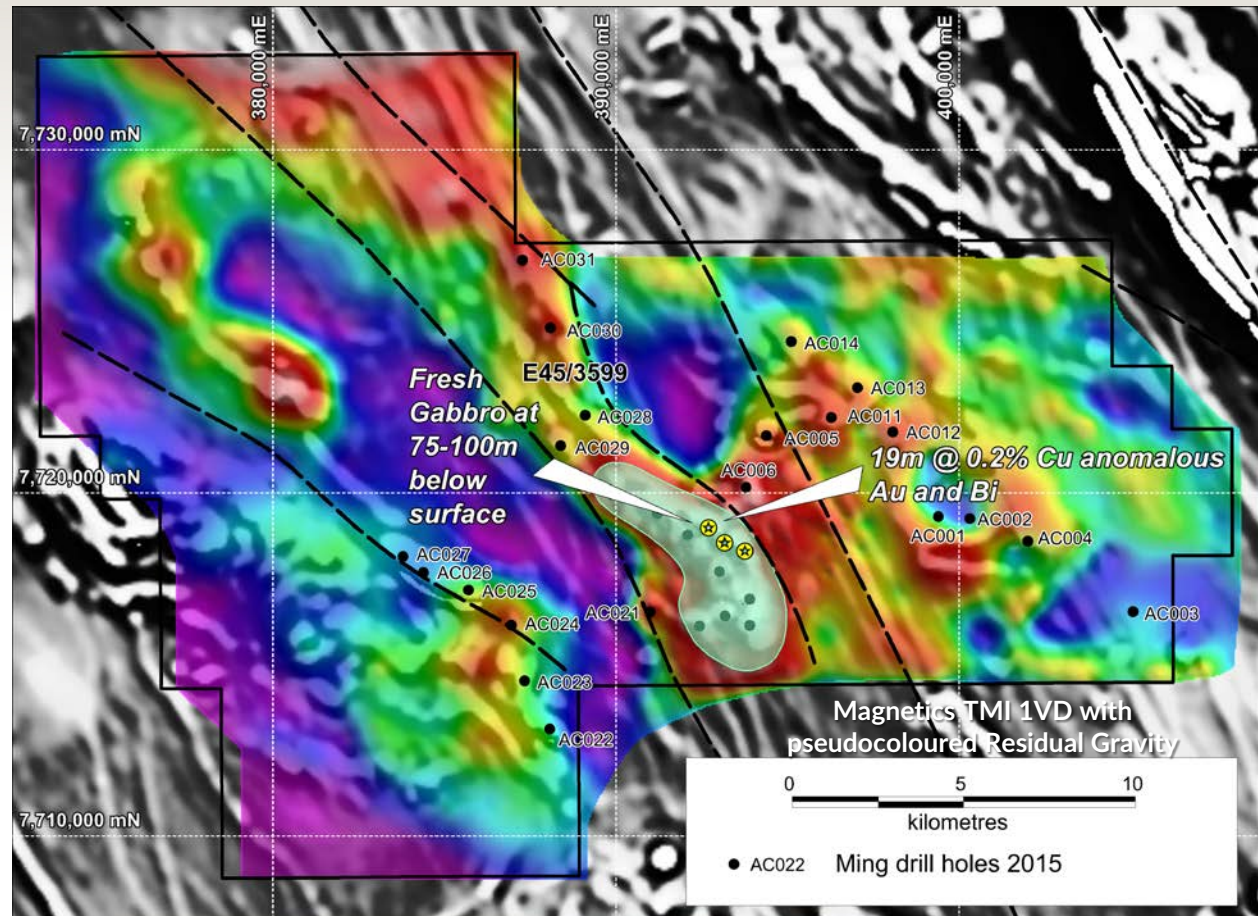 380,000 mE
390,000 mE
400,000 mE
7,730,000 mN
AC031
AC030
AC014
E45/3599
AC013
Fresh
Gabbro at
75-100m
below
surface
AC028
AC011
AC029
AC005
AC012
19m @ 0.2% Cu anomalous
Au and Bi
AC006
7,720,000 mN
AC002
AC001
AC004
AC027
AC026
AC025
AC021
AC024
AC003
AC023
AC022
Magnetics TMI 1VD with
pseudocoloured Residual Gravity
7,710,000 mN
0 5 10
kilometres
AC022 Ming drill holes 2015